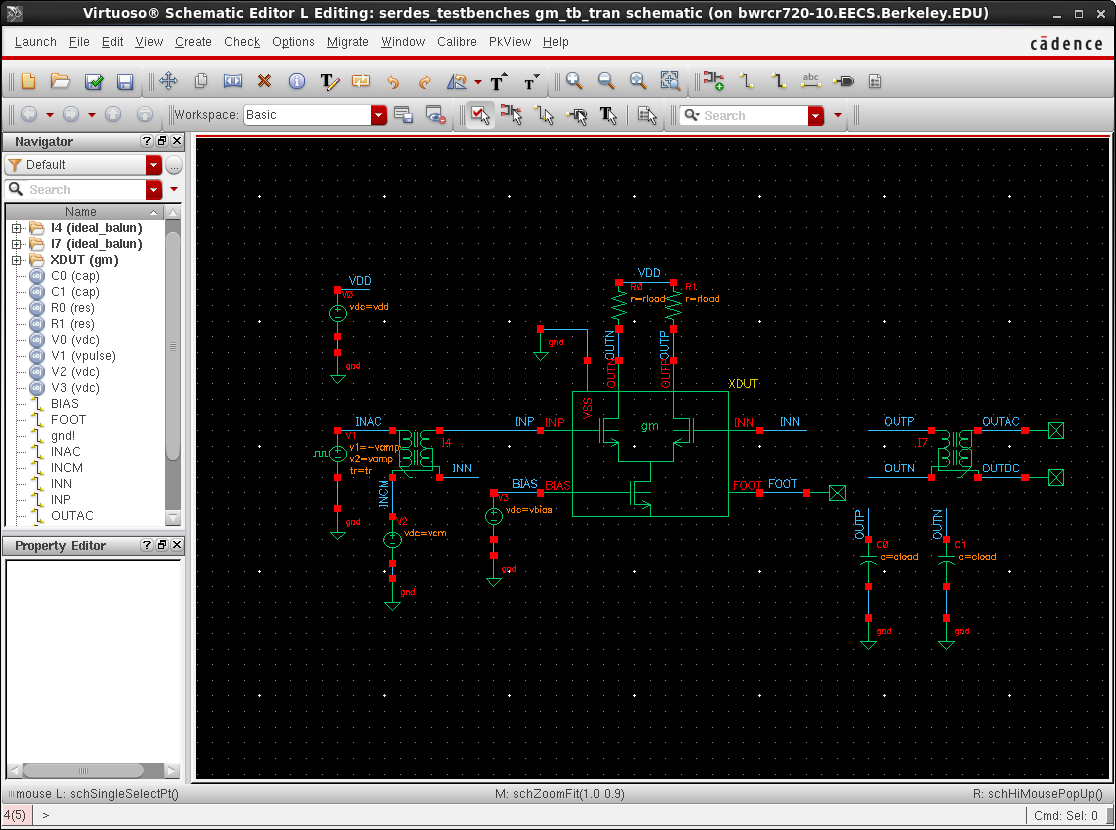 Virtuoso® Schematic Editor L Editing: serdes_testbenches gm_tb_tran schematic (on bwrcr720-10.EECS.Berkeley.EDU)
Launch File Edit View Create Check Options Migrate Window Calibre PkView Help
cādence
abc
Workspace: Basic
Search
Navigator
Default
Search
Name
I4 (ideal_balun)
I7 (ideal_balun)
XDUT (gm)
C0 (cap)
C1 (cap)
R0 (res)
R1 (res)
V0 (vdc)
V1 (vpulse)
V2 (vdc)
V3 (vdc)
BIAS
FOOT
gnd!
INAC
INCM
INN
INP
OUTAC
Property Editor
VDD
V0
vdc=vdd
gnd
VDD
R0
r=rload
R1
r=rload
gnd
OUTN
OUTP
OUTN
OUTP
XDUT
VSS
gm
INAC
V1
v1=-vamp
v2=vamp
tr=tr
gnd
I4
INP
INP
INN
INN
INN
INCM
V2
vdc=vcm
gnd
BIAS
BIAS
V3
vdc=vbias
gnd
FOOT
FOOT
OUTP
OUTN
I7
OUTAC
OUTDC
OUTP
C0
c=cload
gnd
OUTN
C1
c=cload
gnd
mouse L: schSingleSelectPt() M: schZoomFit(1.0 0.9) R: schHiMousePopUp()
4(5) > Cmd: Sel: 0